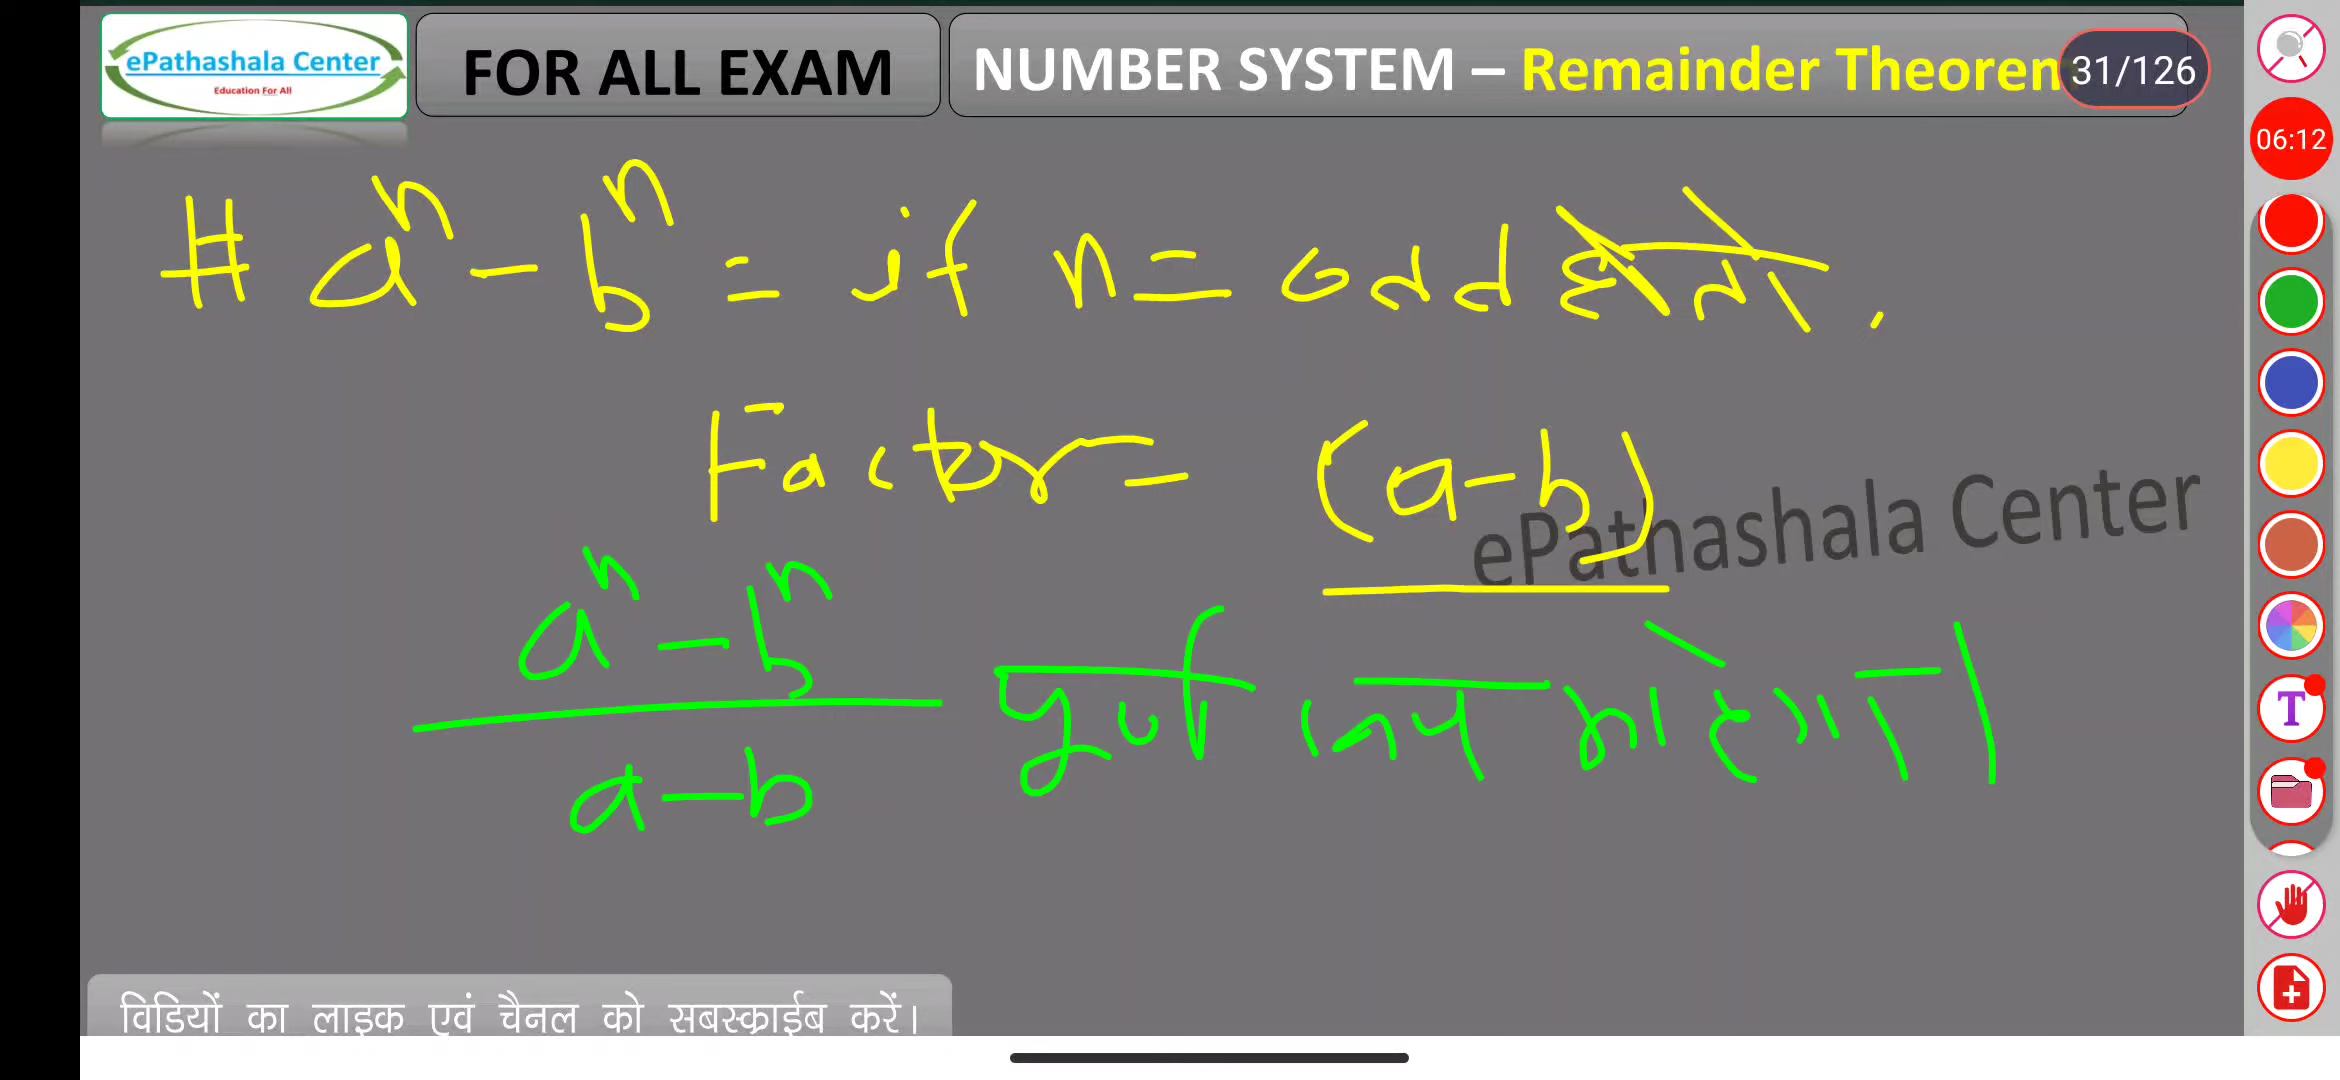 ePathashala Center
Education For All
FOR ALL EXAM
NUMBER SYSTEM – Remainder Theorem
31/126
06:12
# aⁿ - bⁿ = if n = odd हो तो .
Factor = (a-b)
ePathashala Center
aⁿ - bⁿ
a - b
पूर्ण
T
विडियों का लाइक एवं चैनल को सबस्क्राईब करें।